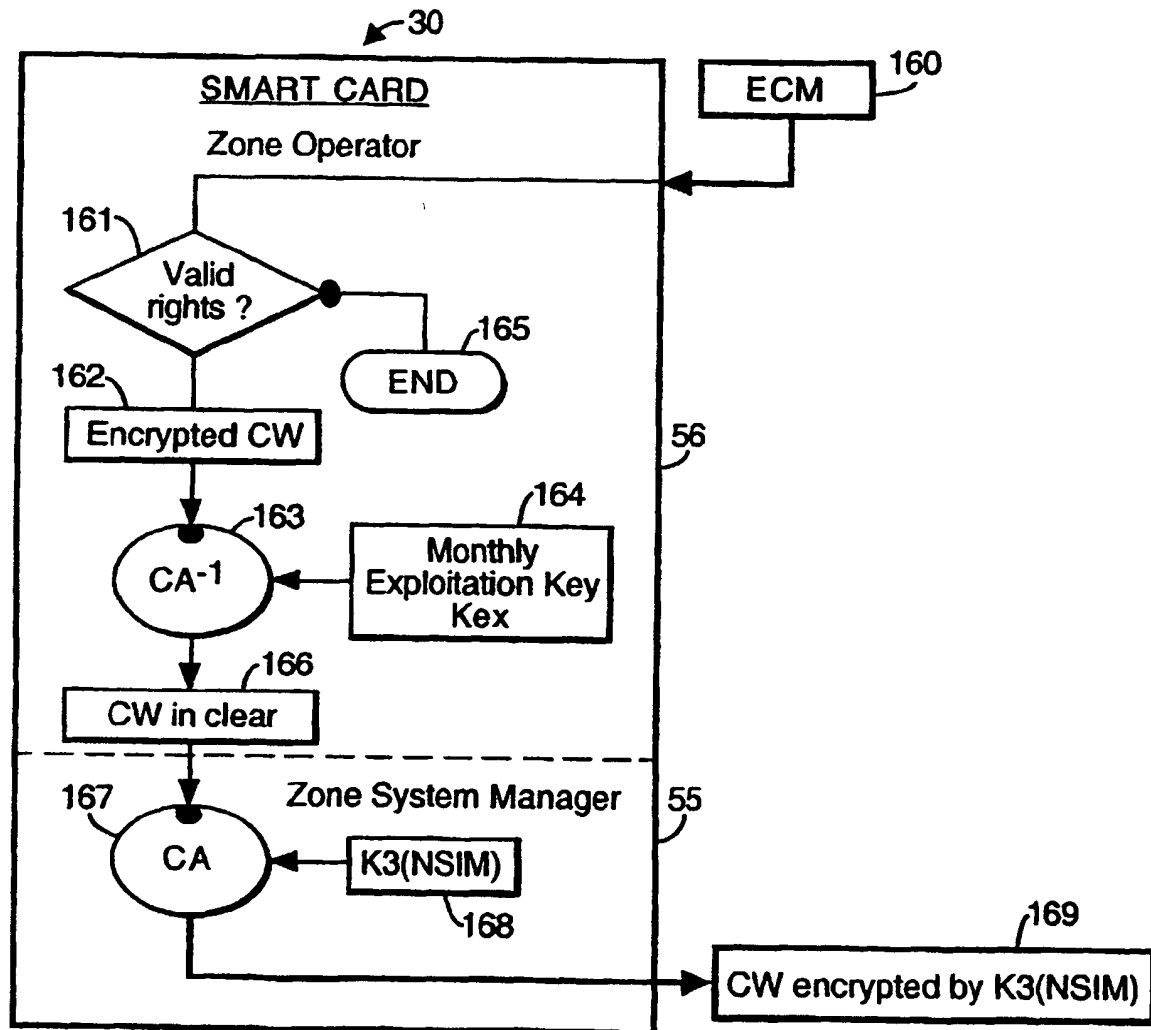 30
SMART CARD
160
ECM
Zone Operator
161
Valid
rights ?
165
END
162
Encrypted CW
56
163
164
CA-1
Monthly
Exploitation Key
Kex
166
CW in clear
167
Zone System Manager
55
CA
K3(NSIM)
168
169
CW encrypted by K3(NSIM)